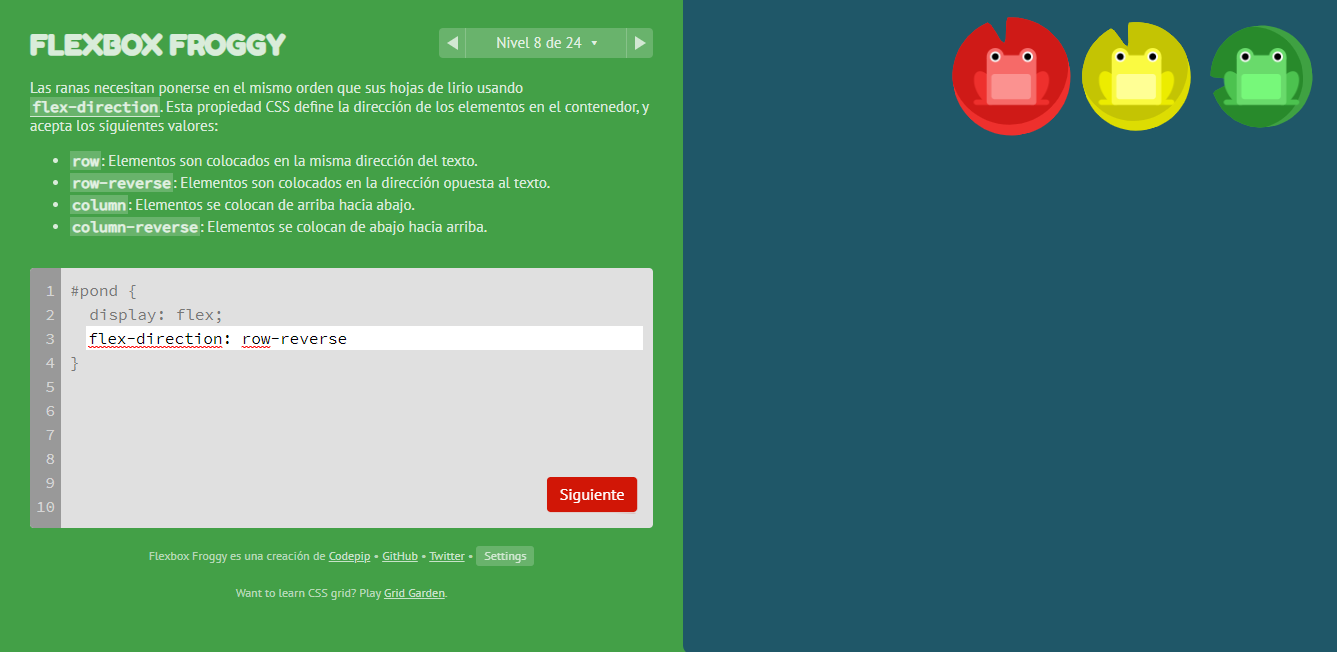 FLEXBOX FROGGY
Nivel 8 de 24
Las ranas necesitan ponerse en el mismo orden que sus hojas de lirio usando
flex-direction. Esta propiedad CSS define la dirección de los elementos en el contenedor, y
acepta los siguientes valores:
• row: Elementos son colocados en la misma dirección del texto.
• row-reverse: Elementos son colocados en la dirección opuesta al texto.
• column: Elementos se colocan de arriba hacia abajo.
• column-reverse: Elementos se colocan de abajo hacia arriba.
1 #pond {
2 display: flex;
3 flex-direction: row-reverse
4 }
5
6
7
8
9
10
Siguiente
Flexbox Froggy es una creación de Codepip • GitHub • Twitter • Settings
Want to learn CSS grid? Play Grid Garden.